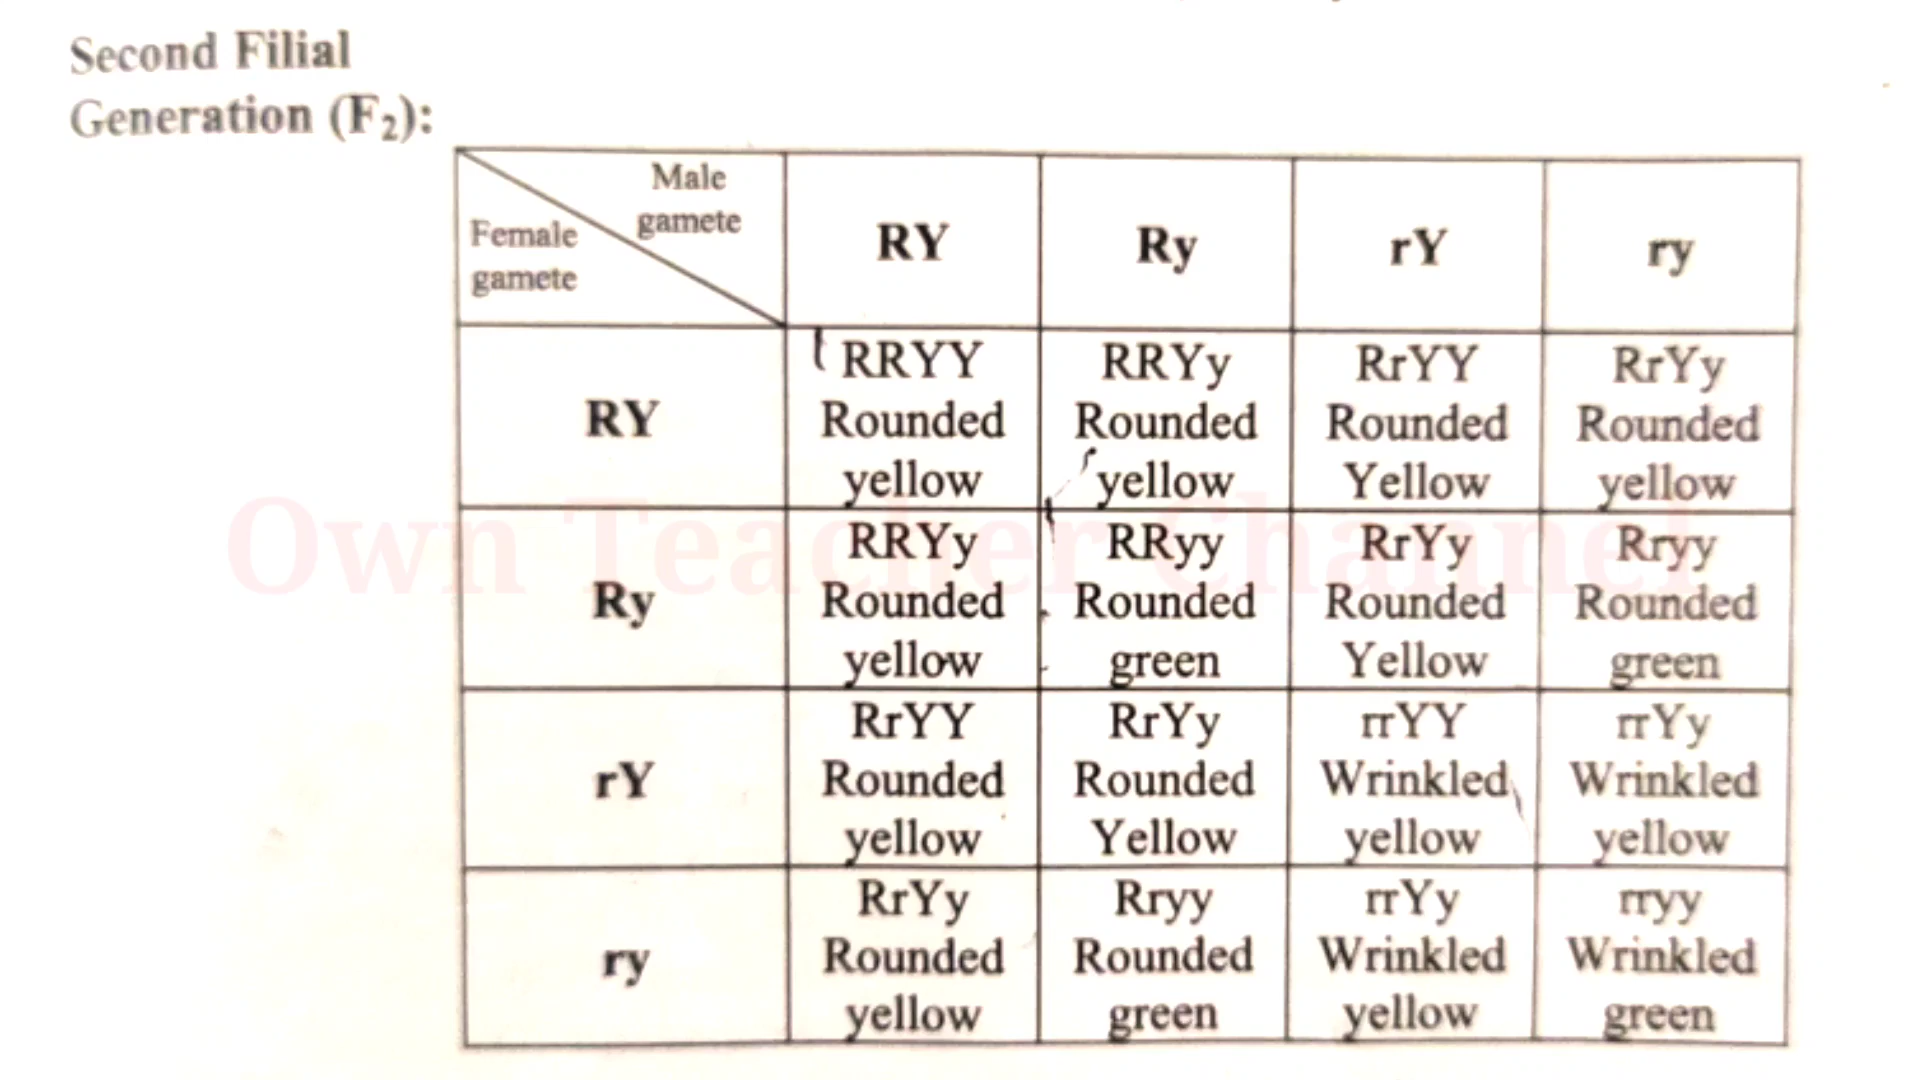 Second Filial
Generation (F₂):
Male
gamete
Female
gamete
RY
Ry
rY
ry
RY
RRYY
Rounded
yellow
RRYy
Rounded
yellow
RrYY
Rounded
Yellow
RrYy
Rounded
yellow
Ry
RRYy
Rounded
yellow
RRyy
Rounded
green
RrYy
Rounded
Yellow
Rryy
Rounded
green
rY
RrYY
Rounded
yellow
RrYy
Rounded
Yellow
rrYY
Wrinkled
yellow
rrYy
Wrinkled
yellow
ry
RrYy
Rounded
yellow
Rryy
Rounded
green
rrYy
Wrinkled
yellow
rryy
Wrinkled
green
Own Teacher Channel